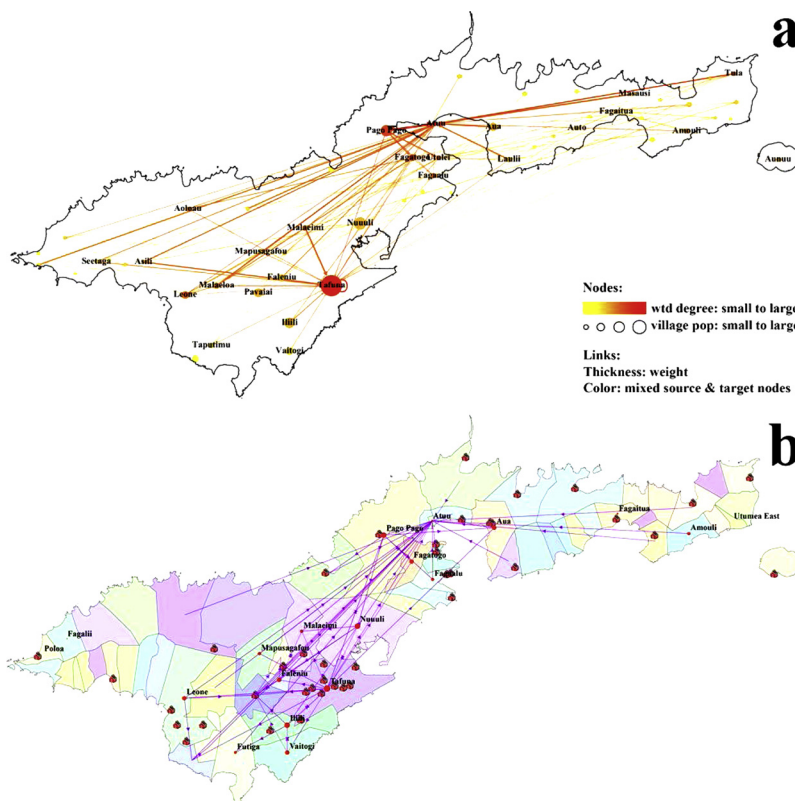 a
Tula
Masausi
Fagaitua
Pago Pago
Atuu
Aua
Auto
Amouli
Fagatogo
Utulei
Laulii
Aunuu
Fagaalu
Aoloau
Malaeimi
Nuuuli
Mapusagafou
Seetaga
Asili
Faleniu
Malaeloa
Tafuna
Leone
Pavaiai
Iliili
Taputimu
Vaitogi
Nodes:
wtd degree: small to large
village pop: small to large
Links:
Thickness: weight
Color: mixed source & target nodes
b
Fagaitua
Utumea East
Atuu
Aua
Pago Pago
Amouli
Fagatogo
Fagaalu
Malaeimi
Nouuli
Fagalii
Poloa
Mapusagafou
Faleniu
Tafuna
Leone
Iliili
Futiga
Vaitogi